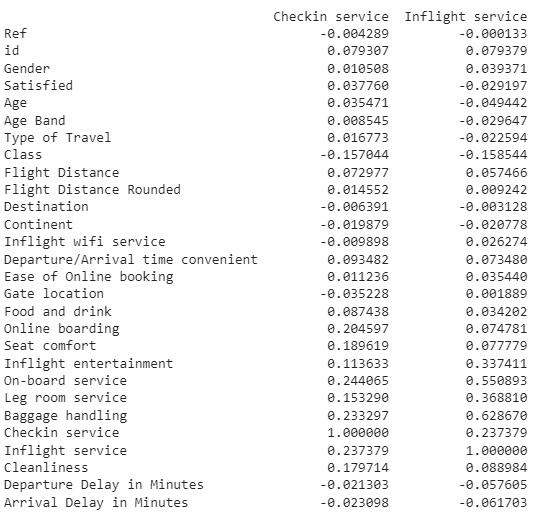 Checkin service Inflight service
Ref -0.004289 -0.000133
id 0.079307 0.079379
Gender 0.010508 0.039371
Satisfied 0.037760 -0.029197
Age 0.035471 -0.049442
Age Band 0.008545 -0.029647
Type of Travel 0.016773 -0.022594
Class -0.157044 -0.158544
Flight Distance 0.072977 0.057466
Flight Distance Rounded 0.014552 0.009242
Destination -0.006391 -0.003128
Continent -0.019879 -0.020778
Inflight wifi service -0.009898 0.026274
Departure/Arrival time convenient 0.093482 0.073480
Ease of Online booking 0.011236 0.035440
Gate location -0.035228 0.001889
Food and drink 0.087438 0.034202
Online boarding 0.204597 0.074781
Seat comfort 0.189619 0.077779
Inflight entertainment 0.113633 0.337411
On-board service 0.244065 0.550893
Leg room service 0.153290 0.368810
Baggage handling 0.233297 0.628670
Checkin service 1.000000 0.237379
Inflight service 0.237379 1.000000
Cleanliness 0.179714 0.088984
Departure Delay in Minutes -0.021303 -0.057605
Arrival Delay in Minutes -0.023098 -0.061703